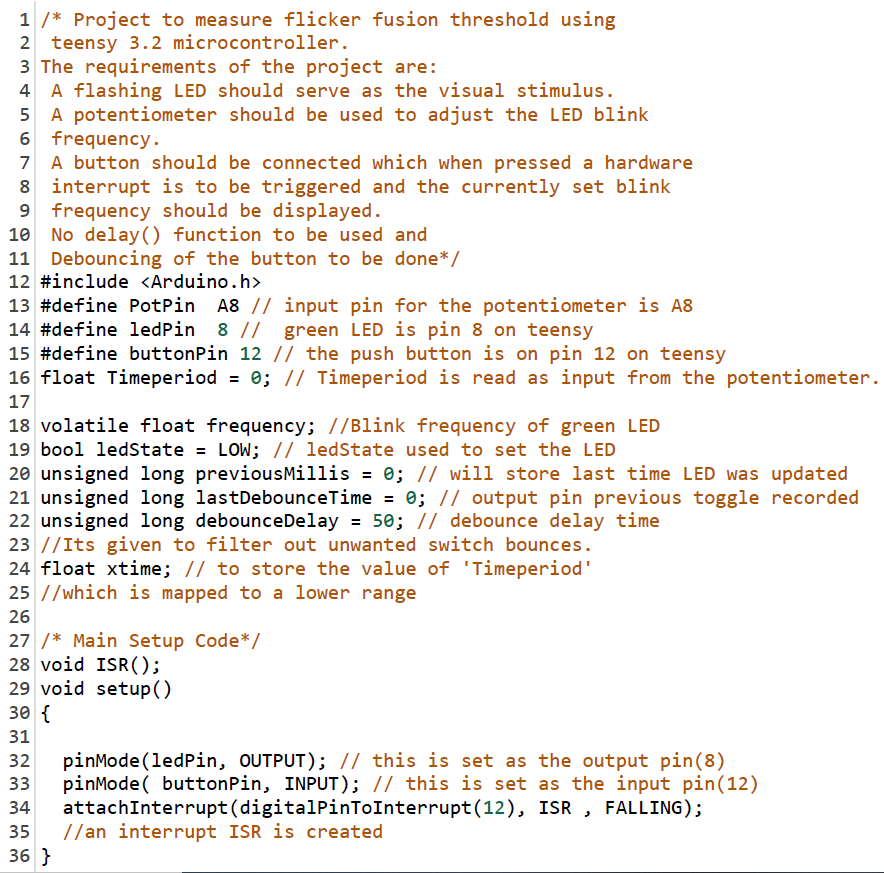 1 /* Project to measure flicker fusion threshold using
2  teensy 3.2 microcontroller.
3 The requirements of the project are:
4  A flashing LED should serve as the visual stimulus.
5  A potentiometer should be used to adjust the LED blink
6  frequency.
7  A button should be connected which when pressed a hardware
8  interrupt is to be triggered and the currently set blink
9  frequency should be displayed.
10  No delay() function to be used and
11  Debouncing of the button to be done*/
12 #include <Arduino.h>
13 #define PotPin  A8 // input pin for the potentiometer is A8
14 #define ledPin  8 //  green LED is pin 8 on teensy
15 #define buttonPin 12 // the push button is on pin 12 on teensy
16 float Timeperiod = 0; // Timeperiod is read as input from the potentiometer.
17
18 volatile float frequency; //Blink frequency of green LED
19 bool ledState = LOW; // ledState used to set the LED
20 unsigned long previousMillis = 0; // will store last time LED was updated
21 unsigned long lastDebounceTime = 0; // output pin previous toggle recorded
22 unsigned long debounceDelay = 50; // debounce delay time
23 //Its given to filter out unwanted switch bounces.
24 float xtime; // to store the value of 'Timeperiod'
25 //which is mapped to a lower range
26
27 /* Main Setup Code*/
28 void ISR();
29 void setup()
30 {
31
32   pinMode(ledPin, OUTPUT); // this is set as the output pin(8)
33   pinMode( buttonPin, INPUT); // this is set as the input pin(12)
34   attachInterrupt(digitalPinToInterrupt(12), ISR , FALLING);
35   //an interrupt ISR is created
36 }